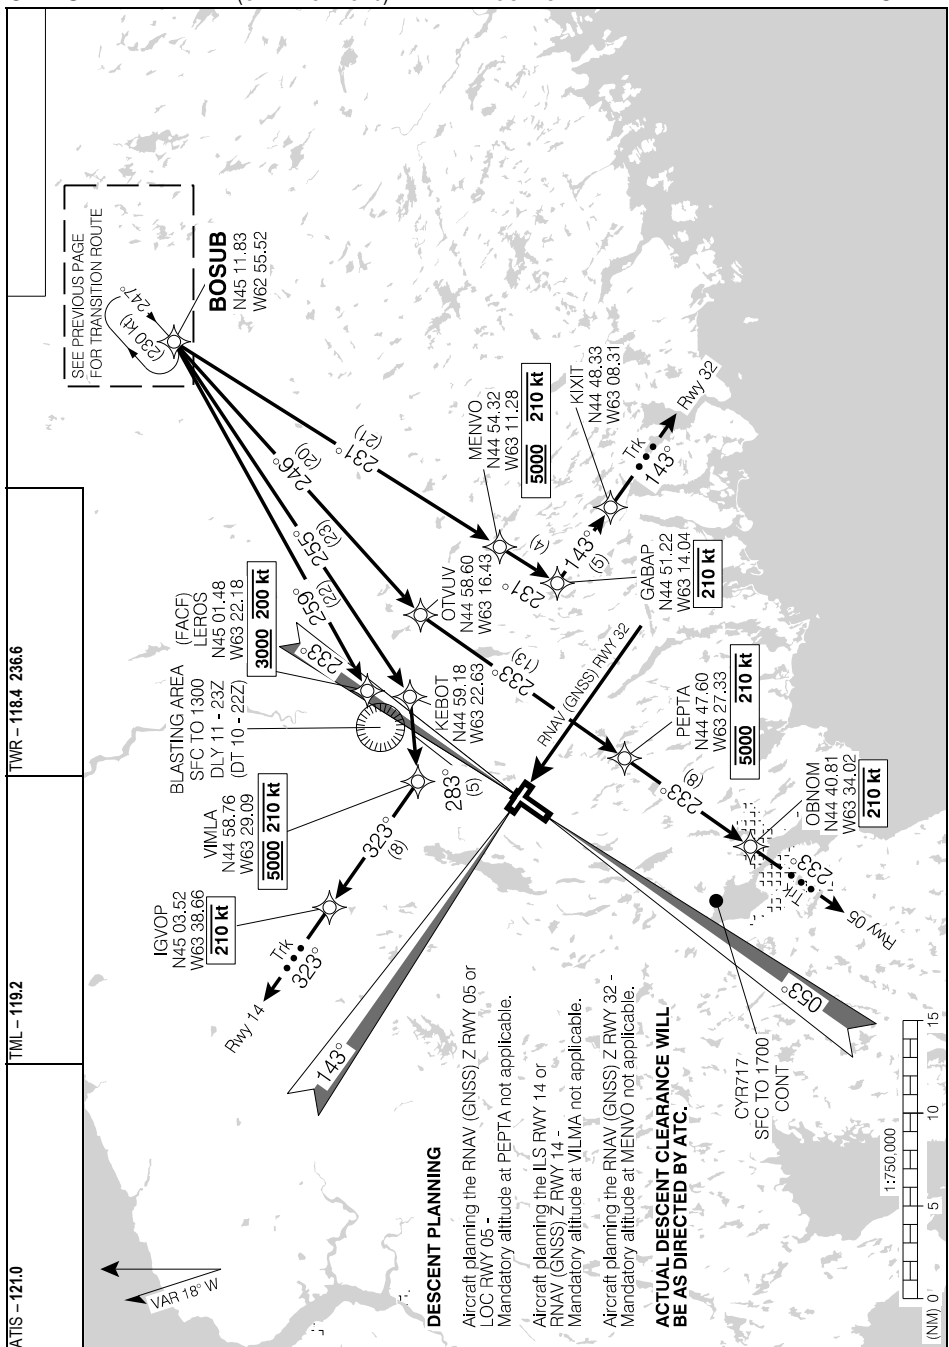 ATIS – 121.0
TML – 119.2
TWR – 118.4 236.6
SEE PREVIOUS PAGE
FOR TRANSITION ROUTE
247°
(230 kt)
BOSUB
N45 11.83
W62 55.52
259°
(22)
255°
(23)
246°
(20)
231°
(21)
BLASTING AREA
SFC TO 1300
DLY 11 - 23Z
(DT 10 - 22Z)
(FACF)
LEROS
N45 01.48
W63 22.18
3000 200 kt
233°
KEBOT
N44 59.18
W63 22.63
283°
(5)
VIMLA
N44 58.76
W63 29.09
5000 210 kt
323°
(8)
IGVOP
N45 03.52
W63 38.66
210 kt
Trk
323°
Rwy 14
143°
OTVUV
N44 58.60
W63 16.43
233°
(13)
MENVO
N44 54.32
W63 11.28
5000 210 kt
(4)
231°
GABAP
N44 51.22
W63 14.04
210 kt
143°
(5)
KIXIT
N44 48.33
W63 08.31
Trk
143°
Rwy 32
RNAV (GNSS) RWY 32
PEPTA
N44 47.60
W63 27.33
5000 210 kt
233°
(8)
OBNOM
N44 40.81
W63 34.02
210 kt
Trk
233°
Rwy 05
053°
CYR717
SFC TO 1700
CONT
VAR 18° W
DESCENT PLANNING
Aircraft planning the RNAV (GNSS) Z RWY 05 or
LOC RWY 05 -
Mandatory altitude at PEPTA not applicable.
Aircraft planning the ILS RWY 14 or
RNAV (GNSS) Z RWY 14 -
Mandatory altitude at VILMA not applicable.
Aircraft planning the RNAV (GNSS) Z RWY 32 -
Mandatory altitude at MENVO not applicable.
ACTUAL DESCENT CLEARANCE WILL
BE AS DIRECTED BY ATC.
1:750,000
(NM) 0 5 10 15